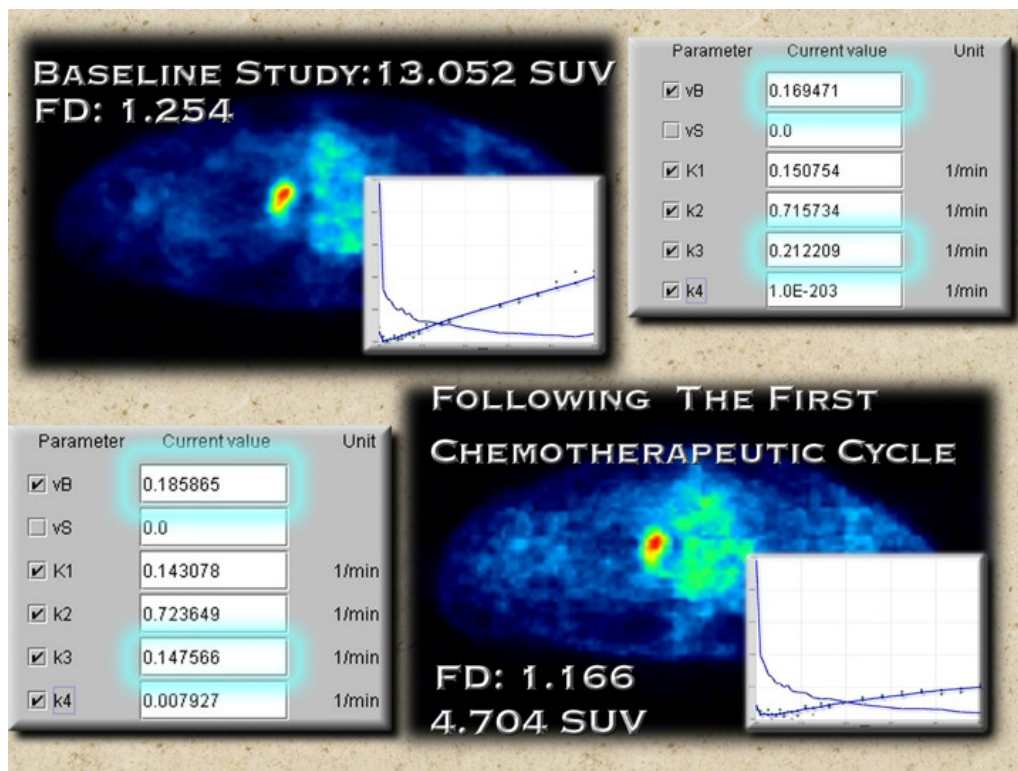 BASELINE STUDY:13.052 SUV
FD: 1.254
Parameter Current value Unit
vB 0.169471
vS 0.0
K1 0.150754 1/min
k2 0.715734 1/min
k3 0.212209 1/min
k4 1.0E-203 1/min
FOLLOWING THE FIRST
CHEMOTHERAPEUTIC CYCLE
Parameter Current value Unit
vB 0.185865
vS 0.0
K1 0.143078 1/min
k2 0.723649 1/min
k3 0.147566 1/min
k4 0.007927 1/min
FD: 1.166
4.704 SUV